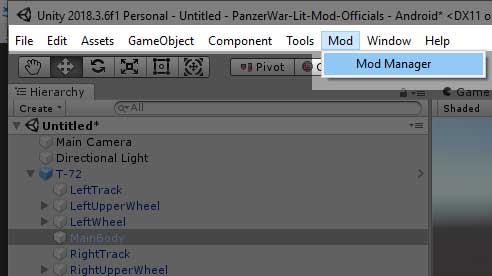 Unity 2018.3.6f1 Personal - Untitled - PanzerWar-Lit-Mod-Officials - Android* <DX11 o
File Edit Assets GameObject Component Tools Mod Window Help
Mod Manager
Pivot
Hierarchy
Game
Create All
Shaded
Untitled*
Main Camera
Directional Light
T-72
LeftTrack
LeftUpperWheel
LeftWheel
MainBody
RightTrack
RightUpperWheel